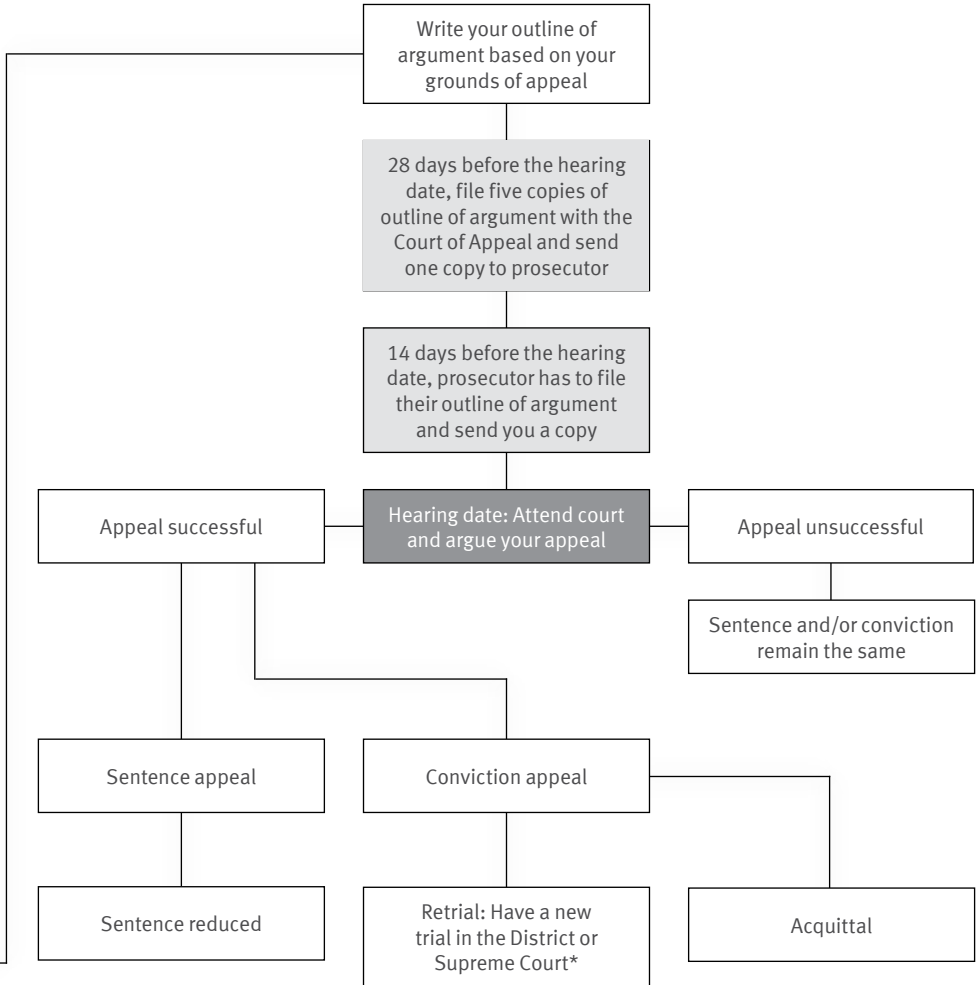 Write your outline of
argument based on your
grounds of appeal
28 days before the hearing
date, file five copies of
outline of argument with the
Court of Appeal and send
one copy to prosecutor
14 days before the hearing
date, prosecutor has to file
their outline of argument
and send you a copy
Appeal successful
Hearing date: Attend court
and argue your appeal
Appeal unsuccessful
Sentence and/or conviction
remain the same
Sentence appeal
Conviction appeal
Sentence reduced
Retrial: Have a new
trial in the District or
Supreme Court*
Acquittal